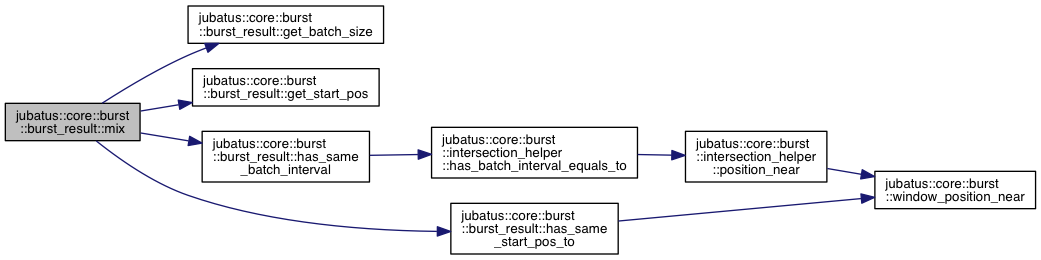 jubatus::core::burst
::burst_result::get_batch_size
jubatus::core::burst
::burst_result::get_start_pos
jubatus::core::burst
::burst_result::mix
jubatus::core::burst
::burst_result::has_same
_batch_interval
jubatus::core::burst
::intersection_helper
::has_batch_interval_equals_to
jubatus::core::burst
::intersection_helper
::position_near
jubatus::core::burst
::window_position_near
jubatus::core::burst
::burst_result::has_same
_start_pos_to